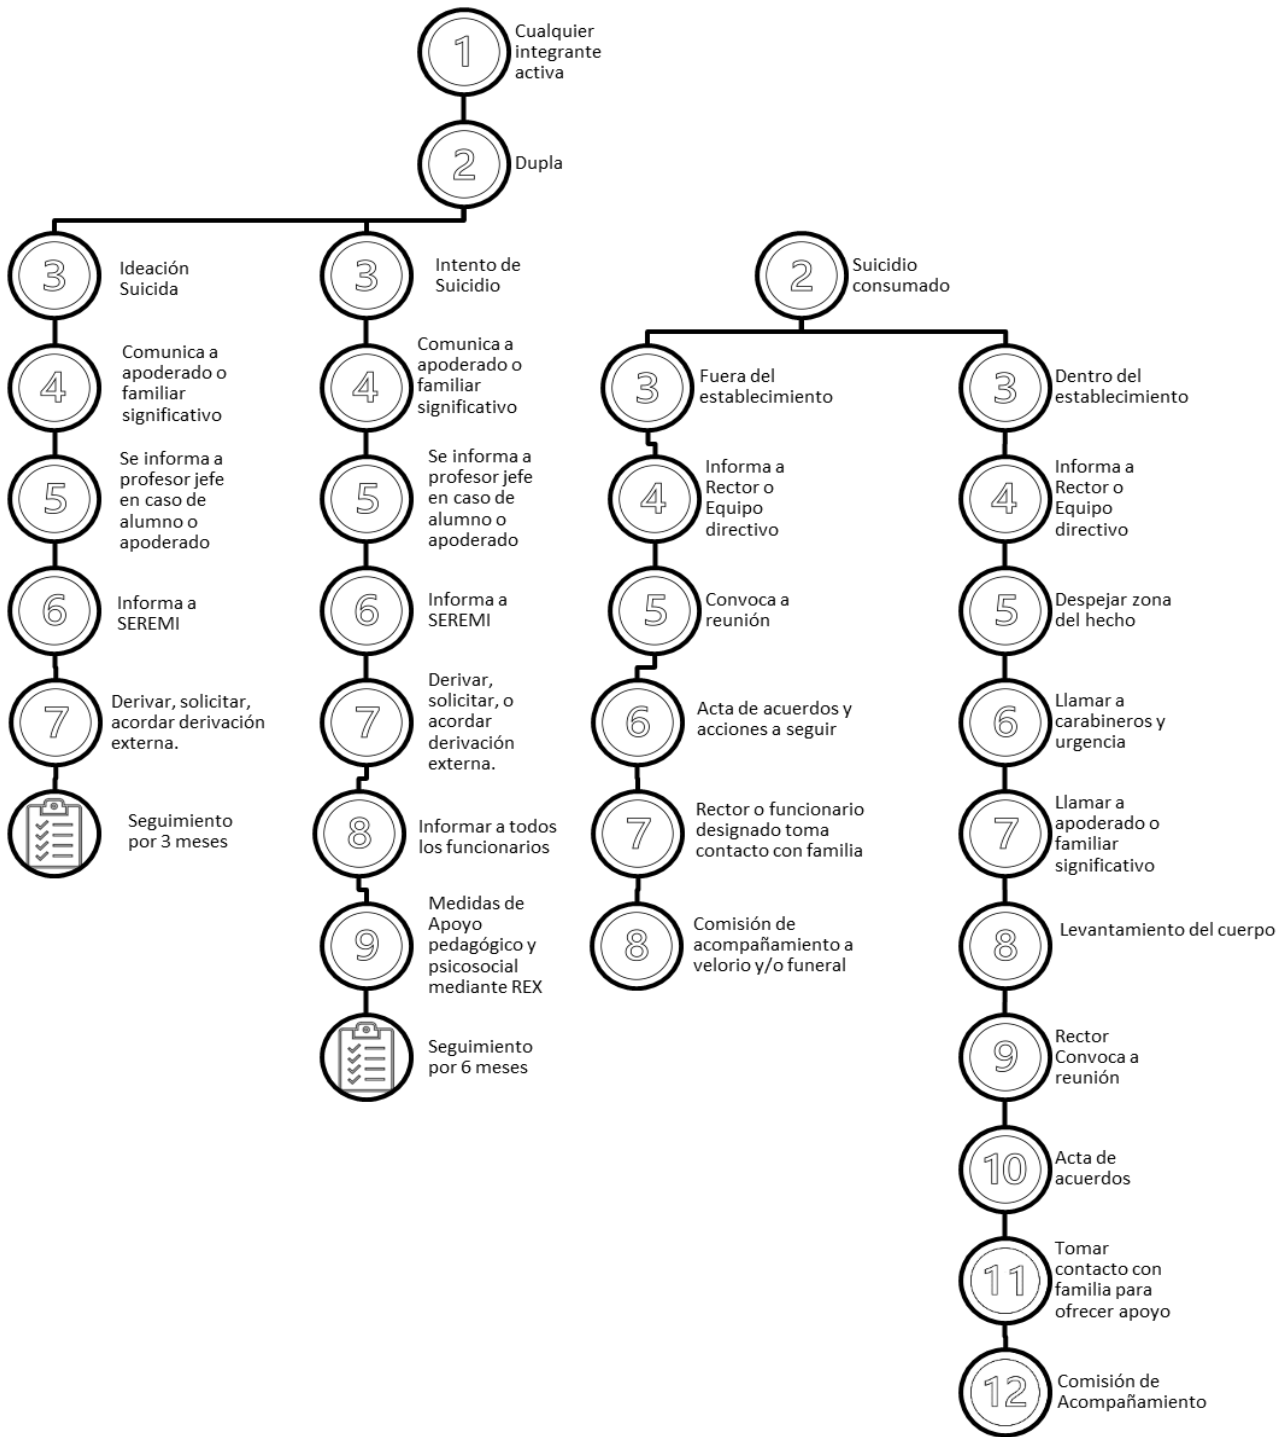 1
Cualquier
integrante
activa
2
Dupla
3
Ideación
Suicida
4
Comunica a
apoderado o
familiar
significativo
5
Se informa a
profesor jefe
en caso de
alumno o
apoderado
6
Informa a
SEREMI
7
Derivar, solicitar,
acordar derivación
externa.
Seguimiento
por 3 meses
3
Intento de
Suicidio
4
Comunica a
apoderado o
familiar
significativo
5
Se informa a
profesor jefe
en caso de
alumno o
apoderado
6
Informa a
SEREMI
7
Derivar,
solicitar, o
acordar
derivación
externa.
8
Informar a todos
los funcionarios
9
Medidas de
Apoyo
pedagógico y
psicosocial
mediante REX
Seguimiento
por 6 meses
2
Suicidio
consumado
3
Fuera del
establecimiento
4
Informa a
Rector o
Equipo
directivo
5
Convoca a
reunión
6
Acta de acuerdos y
acciones a seguir
7
Rector o funcionario
designado toma
contacto con familia
8
Comisión de
acompañamiento a
velorio y/o funeral
3
Dentro del
establecimiento
4
Informa a
Rector o
Equipo
directivo
5
Despejar zona
del hecho
6
Llamar a
carabineros y
urgencia
7
Llamar a
apoderado o
familiar
significativo
8
Levantamiento del cuerpo
9
Rector
Convoca a
reunión
10
Acta de
acuerdos
11
Tomar
contacto con
familia para
ofrecer apoyo
12
Comisión de
Acompañamiento